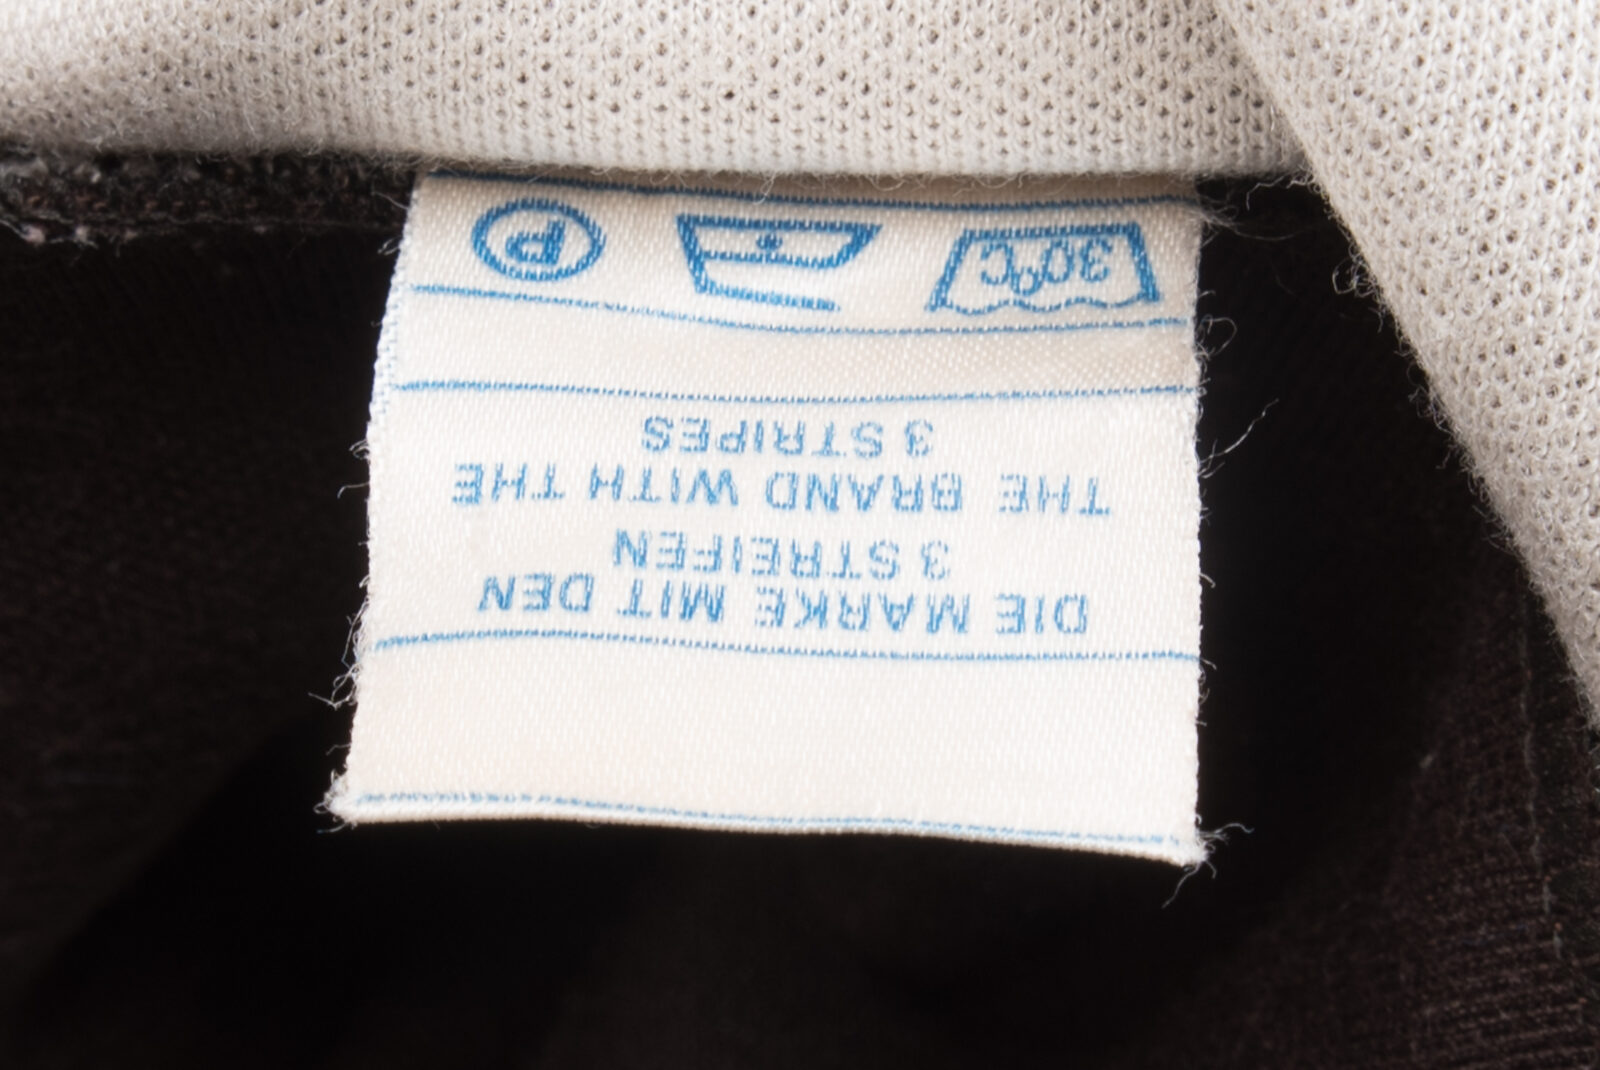 DIE MARKE MIT DEN
3 STREIFEN
THE BRAND WITH THE
3 STRIPES
30°C P